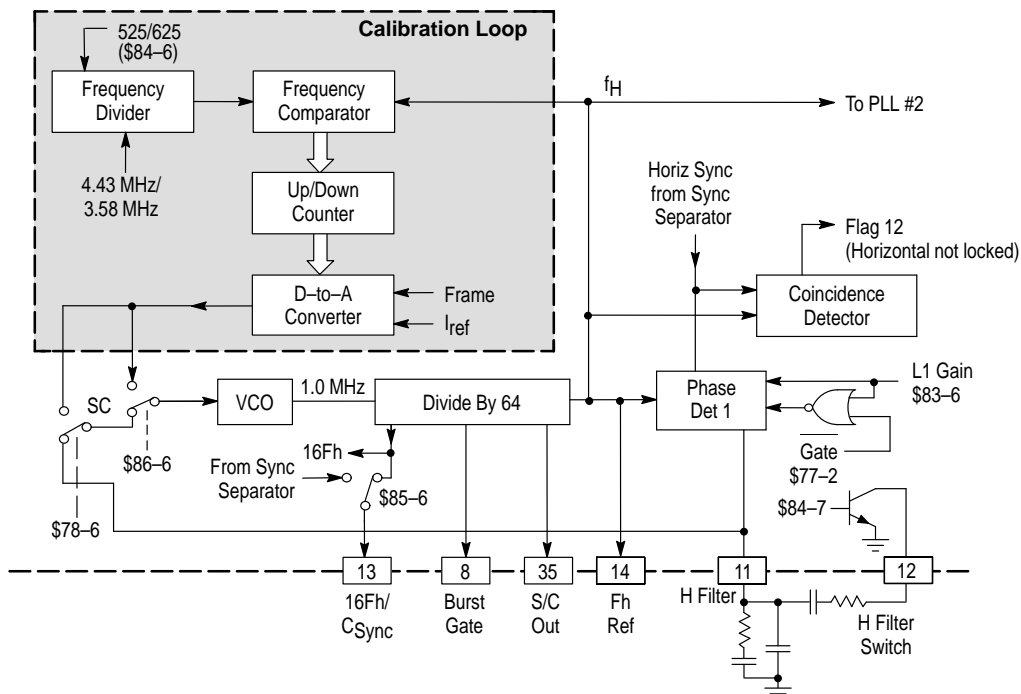 Calibration Loop
525/625
($84–6)
Frequency
Divider
Frequency
Comparator
fH
To PLL #2
4.43 MHz/
3.58 MHz
Up/Down
Counter
Horiz Sync
from Sync
Separator
Flag 12
(Horizontal not locked)
D–to–A
Converter
Frame
Iref
Coincidence
Detector
SC
VCO
1.0 MHz
Divide By 64
Phase
Det 1
L1 Gain
$83–6
$86–6
16Fh
From Sync
Separator
$85–6
Gate
$77–2
$78–6
$84–7
13
8
35
14
11
12
16Fh/
CSync
Burst
Gate
S/C
Out
Fh
Ref
H Filter
H Filter
Switch